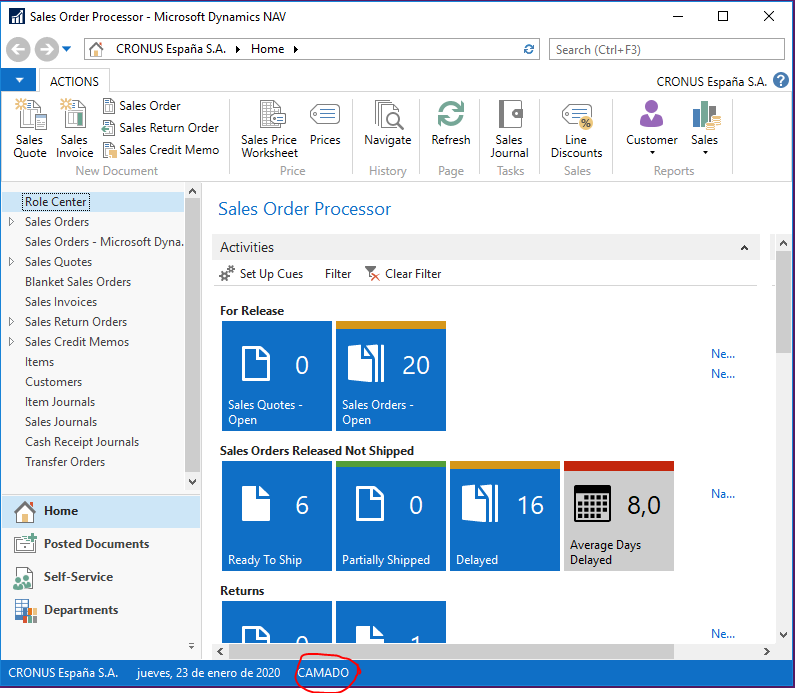 Sales Order Processor - Microsoft Dynamics NAV
CRONUS España S.A. Home
Search (Ctrl+F3)
ACTIONS
CRONUS España S.A.
Sales Quote
Sales Invoice
Sales Order
Sales Return Order
Sales Credit Memo
New Document
Sales Price Worksheet
Prices
Price
Navigate
History
Refresh
Page
Sales Journal
Tasks
Line Discounts
Sales
Customer
Sales
Reports
Role Center
Sales Orders
Sales Orders - Microsoft Dyna.
Sales Quotes
Blanket Sales Orders
Sales Invoices
Sales Return Orders
Sales Credit Memos
Items
Customers
Item Journals
Sales Journals
Cash Receipt Journals
Transfer Orders
Home
Posted Documents
Self-Service
Departments
Sales Order Processor
Activities
Set Up Cues Filter Clear Filter
For Release
0
Sales Quotes -
Open
20
Sales Orders -
Open
Ne...
Ne...
Sales Orders Released Not Shipped
6
Ready To Ship
0
Partially Shipped
16
Delayed
8,0
Average Days
Delayed
Na...
Returns
0
1
Ne...
CRONUS España S.A. jueves, 23 de enero de 2020 CAMADO